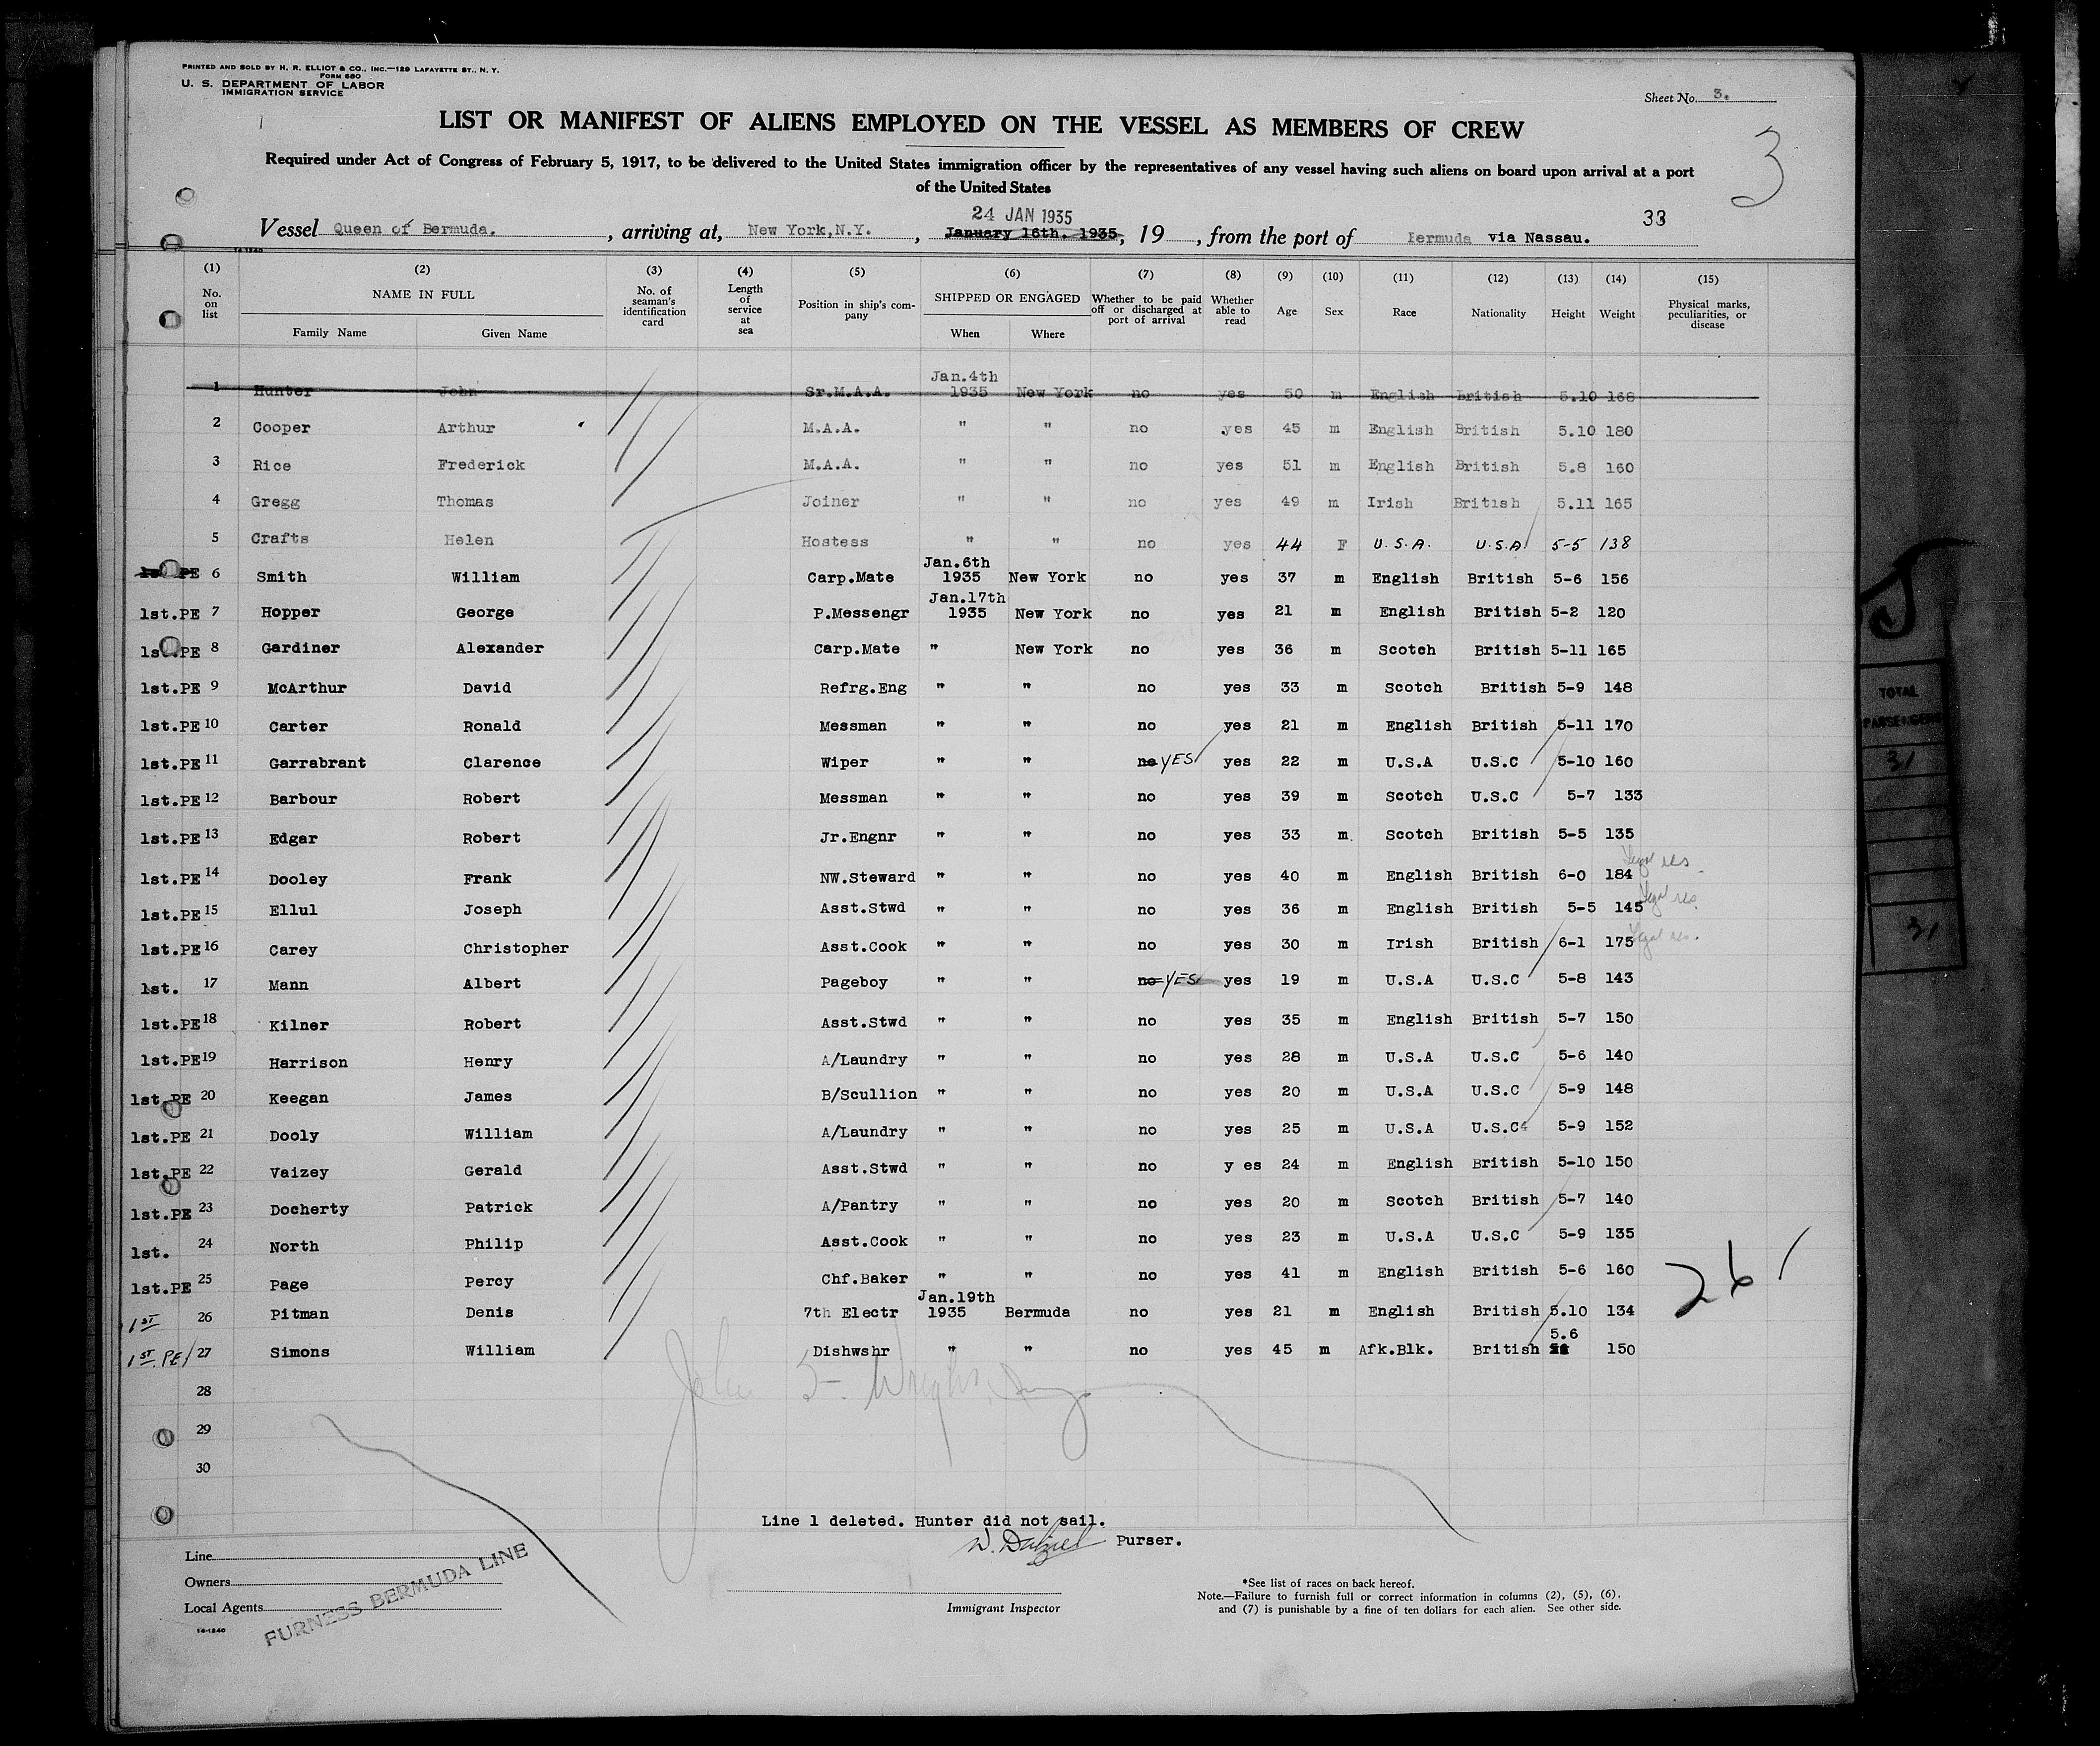 PRINTED AND SOLD BY H. R. ELLIOT & CO., INC.—129 LAFAYETTE ST., N. Y.
FORM 680
U. S. DEPARTMENT OF LABOR
IMMIGRATION SERVICE
Sheet No. 3.
LIST OR MANIFEST OF ALIENS EMPLOYED ON THE VESSEL AS MEMBERS OF CREW
3
Required under Act of Congress of February 5, 1917, to be delivered to the United States immigration officer by the representatives of any vessel having such aliens on board upon arrival at a port
of the United States
24 JAN 1935
33
Vessel Queen of Bermuda. , arriving at, New York,N.Y. , January 16th. 1935, 19 , from the port of Bermuda via Nassau.
14-1240
(1) (2) (3) (4) (5) (6) (7) (8) (9) (10) (11) (12) (13) (14) (15)
No. on list NAME IN FULL Family Name Given Name No. of seaman's identification card Length of service at sea Position in ship's company SHIPPED OR ENGAGED When Where Whether to be paid off or discharged at port of arrival Whether able to read Age Sex Race Nationality Height Weight Physical marks, peculiarities, or disease
1 Hunter John Sr.M.A.A. Jan.4th 1935 New York no yes 50 m English British 5.10 168
2 Cooper Arthur M.A.A. " " no yes 45 m English British 5.10 180
3 Rice Frederick M.A.A. " " no yes 51 m English British 5.8 160
4 Gregg Thomas Joiner " " no yes 49 m Irish British 5.11 165
5 Crafts Helen Hostess " " no yes 44 F U.S.A. U.S.A 5-5 138
1st PE 6 Smith William Carp.Mate Jan.6th 1935 New York no yes 37 m English British 5-6 156
1st.PE 7 Hopper George P.Messengr Jan.17th 1935 New York no yes 21 m English British 5-2 120
1st.PE 8 Gardiner Alexander Carp.Mate " New York no yes 36 m Scotch British 5-11 165
1st.PE 9 McArthur David Refrg.Eng " " no yes 33 m Scotch British 5-9 148
1st.PE 10 Carter Ronald Messman " " no yes 21 m English British 5-11 170
1st.PE 11 Garrabrant Clarence Wiper " " no YES yes 22 m U.S.A U.S.C 5-10 160
1st.PE 12 Barbour Robert Messman " " no yes 39 m Scotch U.S.C 5-7 133
1st.PE 13 Edgar Robert Jr.Engnr " " no yes 33 m. Scotch British 5-5 135
1st.PE 14 Dooley Frank NW.Steward " " no yes 40 m English British 6-0 184 Legal res
1st.PE 15 Ellul Joseph Asst.Stwd " " no yes 36 m English British 5-5 145 Legal res.
1st.PE 16 Carey Christopher Asst.Cook " " no yes 30 m Irish British 6-1 175 Legal res.
1st. 17 Mann Albert Pageboy " " no YES yes 19 m U.S.A U.S.C 5-8 143
1st.PE 18 Kilner Robert Asst.Stwd " " no yes 35 m English British 5-7 150
1st.PE 19 Harrison Henry A/Laundry " " no yes 28 m U.S.A U.S.C 5-6 140
1st.PE 20 Keegan James B/Scullion " " no yes 20 m U.S.A U.S.C 5-9 148
1st.PE 21 Dooly William A/Laundry " " no yes 25 m U.S.A U.S.C 5-9 152
1st.PE 22 Vaizey Gerald Asst.Stwd " " no y es 24 m English British 5-10 150
1st.PE 23 Docherty Patrick A/Pantry " " no yes 20 m Scotch British 5-7 140
1st. 24 North Philip Asst.Cook " " no yes 23 m U.S.A U.S.C 5-9 135
1st.PE 25 Page Percy Chf.Baker " " no yes 41 m English British 5-6 160
26
1st 26 Pitman Denis 7th Electr Jan.19th 1935 Bermuda no yes 21 m English British 5.10 134
1st PE 27 Simons William Dishwshr " " no yes 45 m Afk.Blk. British 5.6 150
28
29
30
Line 1 deleted. Hunter did not sail.
Purser.
Line
Owners
Local Agents
FURNESS BERMUDA LINE
14-1240
Immigrant Inspector
*See list of races on back hereof.
Note.—Failure to furnish full or correct information in columns (2), (5), (6),
and (7) is punishable by a fine of ten dollars for each alien. See other side.
TOTAL
PASSENGERS
31
31